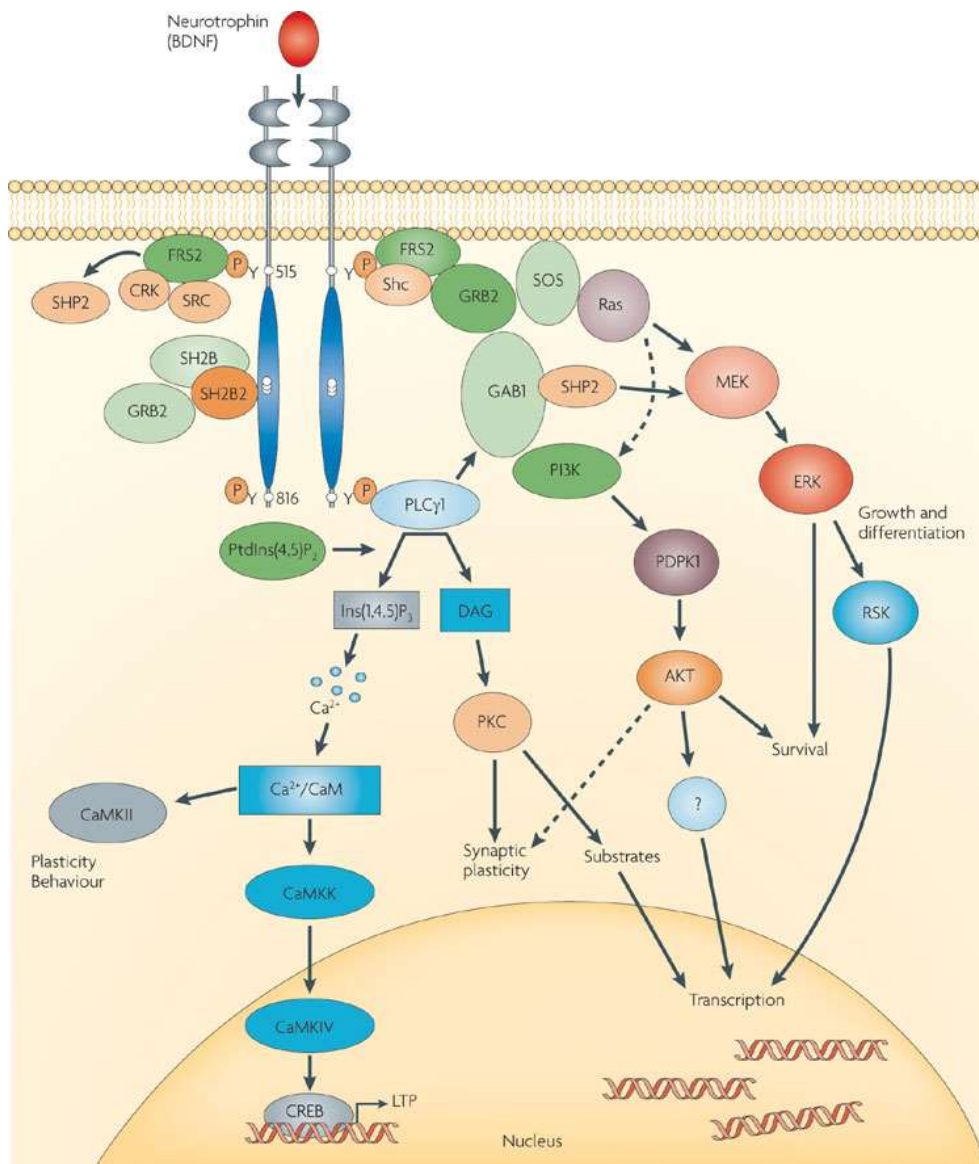 Neurotrophin
(BDNF)
FRS2
P
Y
515
Y
P
FRS2
Shc
SHP2
CRK
SRC
GRB2
SOS
Ras
SH2B
SH2B2
GRB2
GAB1
SHP2
MEK
PI3K
ERK
P
Y
816
Y
P
PLCγ1
Growth and
differentiation
PtdIns(4,5)P₂
PDPK1
Ins(1,4,5)P₃
DAG
RSK
Ca²⁺
PKC
AKT
Survival
Ca²⁺/CaM
CaMKII
?
Plasticity
Behaviour
Synaptic
plasticity
Substrates
CaMKK
Transcription
CaMKIV
CREB
LTP
Nucleus